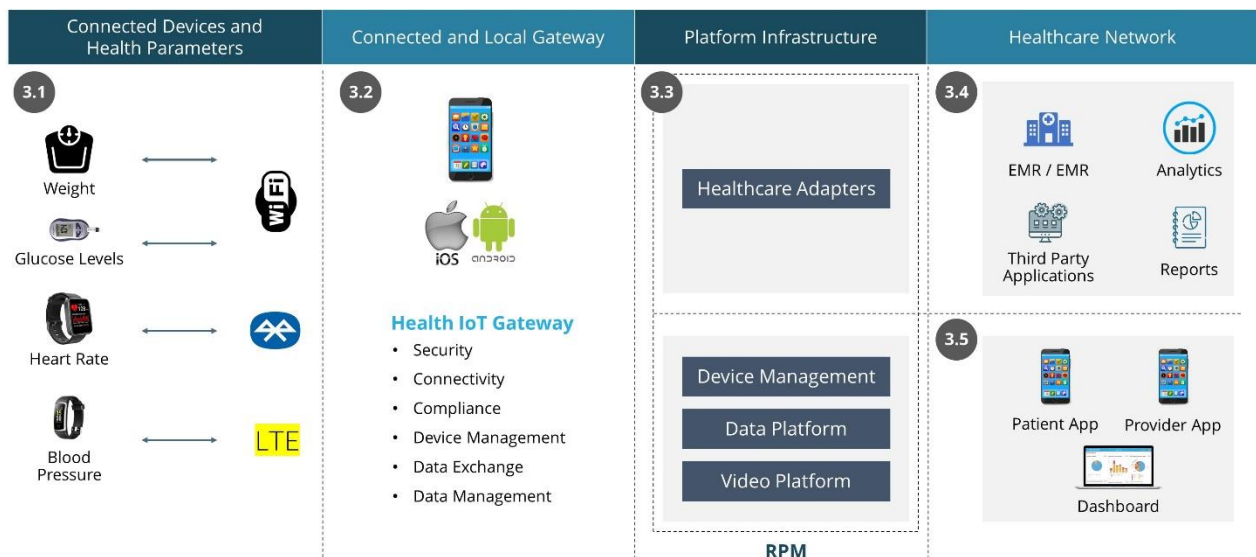 Connected Devices and
Health Parameters
Connected and Local Gateway
Platform Infrastructure
Healthcare Network
3.1
Weight
Glucose Levels
Heart Rate
Blood
Pressure
WiFi
LTE
3.2
iOS
ANDROID
Health IoT Gateway
• Security
• Connectivity
• Compliance
• Device Management
• Data Exchange
• Data Management
3.3
Healthcare Adapters
Device Management
Data Platform
Video Platform
RPM
3.4
EMR / EMR
Analytics
Third Party
Applications
Reports
3.5
Patient App
Provider App
Dashboard